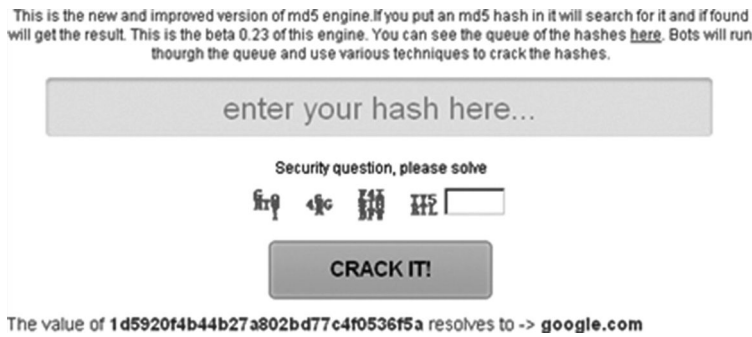 This is the new and improved version of md5 engine.If you put an md5 hash in it will search for it and if found
will get the result. This is the beta 0.23 of this engine. You can see the queue of the hashes here. Bots will run
thourgh the queue and use various techniques to crack the hashes.
enter your hash here...
Security question, please solve
CRACK IT!
The value of 1d5920f4b44b27a802bd77c4f0536f5a resolves to -> google.com